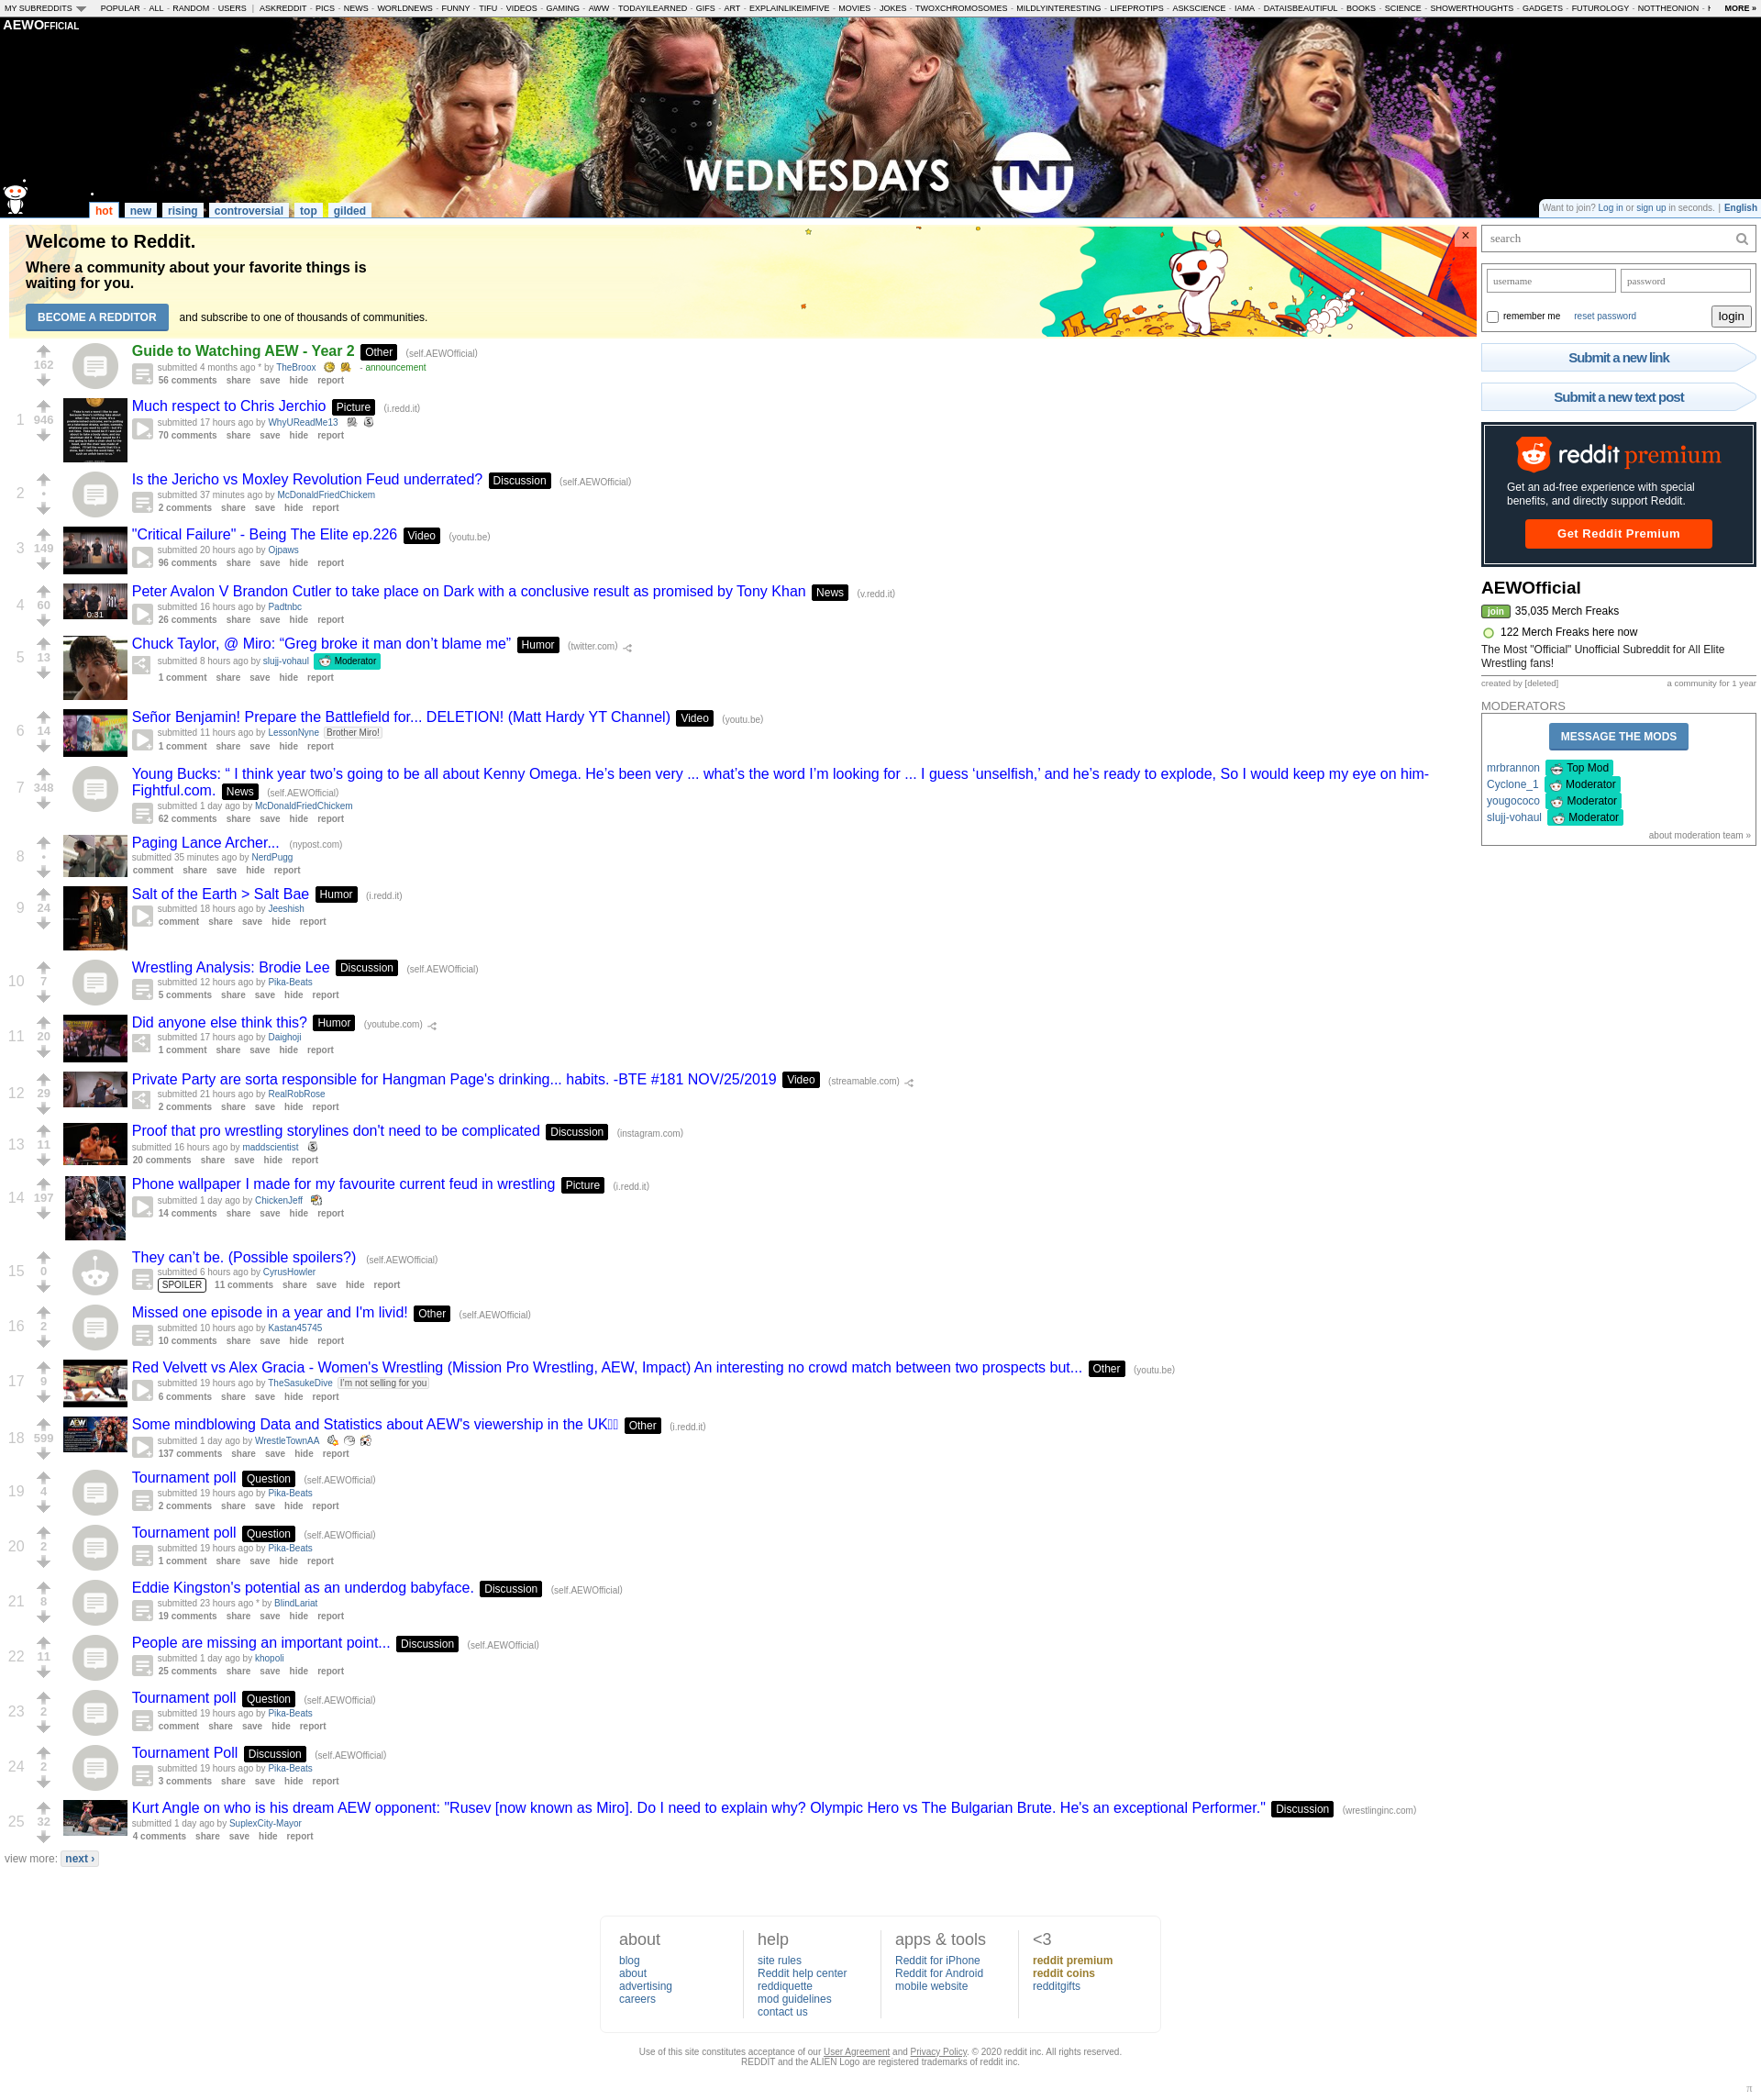 MY SUBREDDITS POPULAR - ALL - RANDOM - USERS | ASKREDDIT - PICS - NEWS - WORLDNEWS - FUNNY - TIFU - VIDEOS - GAMING - AWW - TODAYILEARNED - GIFS - ART - EXPLAINLIKEIMFIVE - MOVIES - JOKES - TWOXCHROMOSOMES - MILDLYINTERESTING - LIFEPROTIPS - ASKSCIENCE - IAMA - DATAISBEAUTIFUL - BOOKS - SCIENCE - SHOWERTHOUGHTS - GADGETS - FUTUROLOGY - NOTTHEONION - MORE »
AEWOFFICIAL
WEDNESDAYS TNT
hot new rising controversial top gilded
Want to join? Log in or sign up in seconds. | English
Welcome to Reddit.
Where a community about your favorite things is
waiting for you.
BECOME A REDDITOR and subscribe to one of thousands of communities.
×
162
Guide to Watching AEW - Year 2 Other (self.AEWOfficial)
submitted 4 months ago * by TheBroox - announcement
56 comments share save hide report
1 946
Much respect to Chris Jerchio Picture (i.redd.it)
submitted 17 hours ago by WhyUReadMe13
70 comments share save hide report
2 •
Is the Jericho vs Moxley Revolution Feud underrated? Discussion (self.AEWOfficial)
submitted 37 minutes ago by McDonaldFriedChickem
2 comments share save hide report
3 149
"Critical Failure" - Being The Elite ep.226 Video (youtu.be)
submitted 20 hours ago by Ojpaws
96 comments share save hide report
4 60
0:31
Peter Avalon V Brandon Cutler to take place on Dark with a conclusive result as promised by Tony Khan News (v.redd.it)
submitted 16 hours ago by Padtnbc
26 comments share save hide report
5 13
Chuck Taylor, @ Miro: “Greg broke it man don’t blame me” Humor (twitter.com)
submitted 8 hours ago by slujj-vohaul Moderator
1 comment share save hide report
6 14
Señor Benjamin! Prepare the Battlefield for... DELETION! (Matt Hardy YT Channel) Video (youtu.be)
submitted 11 hours ago by LessonNyne Brother Miro!
1 comment share save hide report
7 348
Young Bucks: “ I think year two’s going to be all about Kenny Omega. He’s been very ... what’s the word I’m looking for ... I guess ‘unselfish,’ and he’s ready to explode, So I would keep my eye on him-
Fightful.com. News (self.AEWOfficial)
submitted 1 day ago by McDonaldFriedChickem
62 comments share save hide report
8 •
Paging Lance Archer... (nypost.com)
submitted 35 minutes ago by NerdPugg
comment share save hide report
9 24
Salt of the Earth > Salt Bae Humor (i.redd.it)
submitted 18 hours ago by Jeeshish
comment share save hide report
10 7
Wrestling Analysis: Brodie Lee Discussion (self.AEWOfficial)
submitted 12 hours ago by Pika-Beats
5 comments share save hide report
11 20
Did anyone else think this? Humor (youtube.com)
submitted 17 hours ago by Daighoji
1 comment share save hide report
12 29
Private Party are sorta responsible for Hangman Page's drinking... habits. -BTE #181 NOV/25/2019 Video (streamable.com)
submitted 21 hours ago by RealRobRose
2 comments share save hide report
13 11
Proof that pro wrestling storylines don't need to be complicated Discussion (instagram.com)
submitted 16 hours ago by maddscientist
20 comments share save hide report
14 197
Phone wallpaper I made for my favourite current feud in wrestling Picture (i.redd.it)
submitted 1 day ago by ChickenJeff
14 comments share save hide report
15 0
They can’t be. (Possible spoilers?) (self.AEWOfficial)
submitted 6 hours ago by CyrusHowler
SPOILER 11 comments share save hide report
16 2
Missed one episode in a year and I'm livid! Other (self.AEWOfficial)
submitted 10 hours ago by Kastan45745
10 comments share save hide report
17 9
Red Velvett vs Alex Gracia - Women's Wrestling (Mission Pro Wrestling, AEW, Impact) An interesting no crowd match between two prospects but... Other (youtu.be)
submitted 19 hours ago by TheSasukeDive I'm not selling for you
6 comments share save hide report
18 599
Some mindblowing Data and Statistics about AEW's viewership in the UK Other (i.redd.it)
submitted 1 day ago by WrestleTownAA
137 comments share save hide report
19 4
Tournament poll Question (self.AEWOfficial)
submitted 19 hours ago by Pika-Beats
2 comments share save hide report
20 2
Tournament poll Question (self.AEWOfficial)
submitted 19 hours ago by Pika-Beats
1 comment share save hide report
21 8
Eddie Kingston's potential as an underdog babyface. Discussion (self.AEWOfficial)
submitted 23 hours ago * by BlindLariat
19 comments share save hide report
22 11
People are missing an important point... Discussion (self.AEWOfficial)
submitted 1 day ago by khopoli
25 comments share save hide report
23 2
Tournament poll Question (self.AEWOfficial)
submitted 19 hours ago by Pika-Beats
comment share save hide report
24 2
Tournament Poll Discussion (self.AEWOfficial)
submitted 19 hours ago by Pika-Beats
3 comments share save hide report
25 32
Kurt Angle on who is his dream AEW opponent: "Rusev [now known as Miro]. Do I need to explain why? Olympic Hero vs The Bulgarian Brute. He's an exceptional Performer." Discussion (wrestlinginc.com)
submitted 1 day ago by SuplexCity-Mayor
4 comments share save hide report
view more: next ›
search
username password
remember me reset password login
Submit a new link
Submit a new text post
reddit premium
Get an ad-free experience with special
benefits, and directly support Reddit.
Get Reddit Premium
AEWOfficial
join 35,035 Merch Freaks
122 Merch Freaks here now
The Most "Official" Unofficial Subreddit for All Elite
Wrestling fans!
created by [deleted] a community for 1 year
MODERATORS
MESSAGE THE MODS
mrbrannon Top Mod
Cyclone_1 Moderator
yougococo Moderator
slujj-vohaul Moderator
about moderation team »
about
blog
about
advertising
careers
help
site rules
Reddit help center
reddiquette
mod guidelines
contact us
apps & tools
Reddit for iPhone
Reddit for Android
mobile website
<3
reddit premium
reddit coins
redditgifts
Use of this site constitutes acceptance of our User Agreement and Privacy Policy. © 2020 reddit inc. All rights reserved.
REDDIT and the ALIEN Logo are registered trademarks of reddit inc.
π